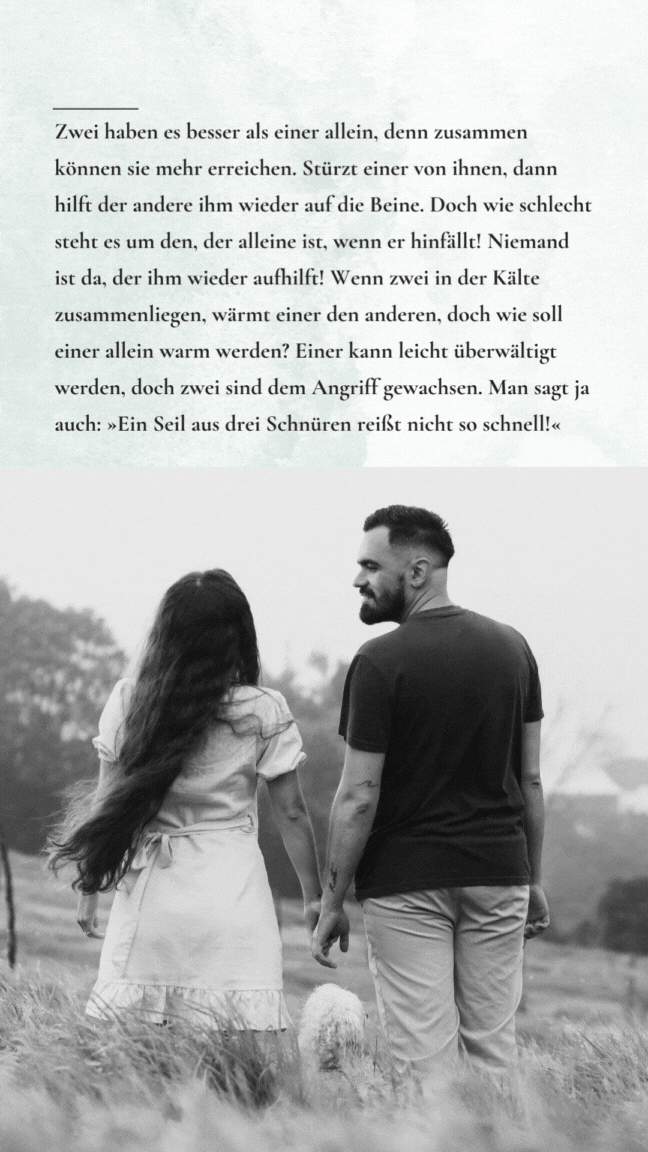 Zwei haben es besser als einer allein, denn zusammen
können sie mehr erreichen. Stürzt einer von ihnen, dann
hilft der andere ihm wieder auf die Beine. Doch wie schlecht
steht es um den, der alleine ist, wenn er hinfällt! Niemand
ist da, der ihm wieder aufhilft! Wenn zwei in der Kälte
zusammenliegen, wärmt einer den anderen, doch wie soll
einer allein warm werden? Einer kann leicht überwältigt
werden, doch zwei sind dem Angriff gewachsen. Man sagt ja
auch: »Ein Seil aus drei Schnüren reißt nicht so schnell!«